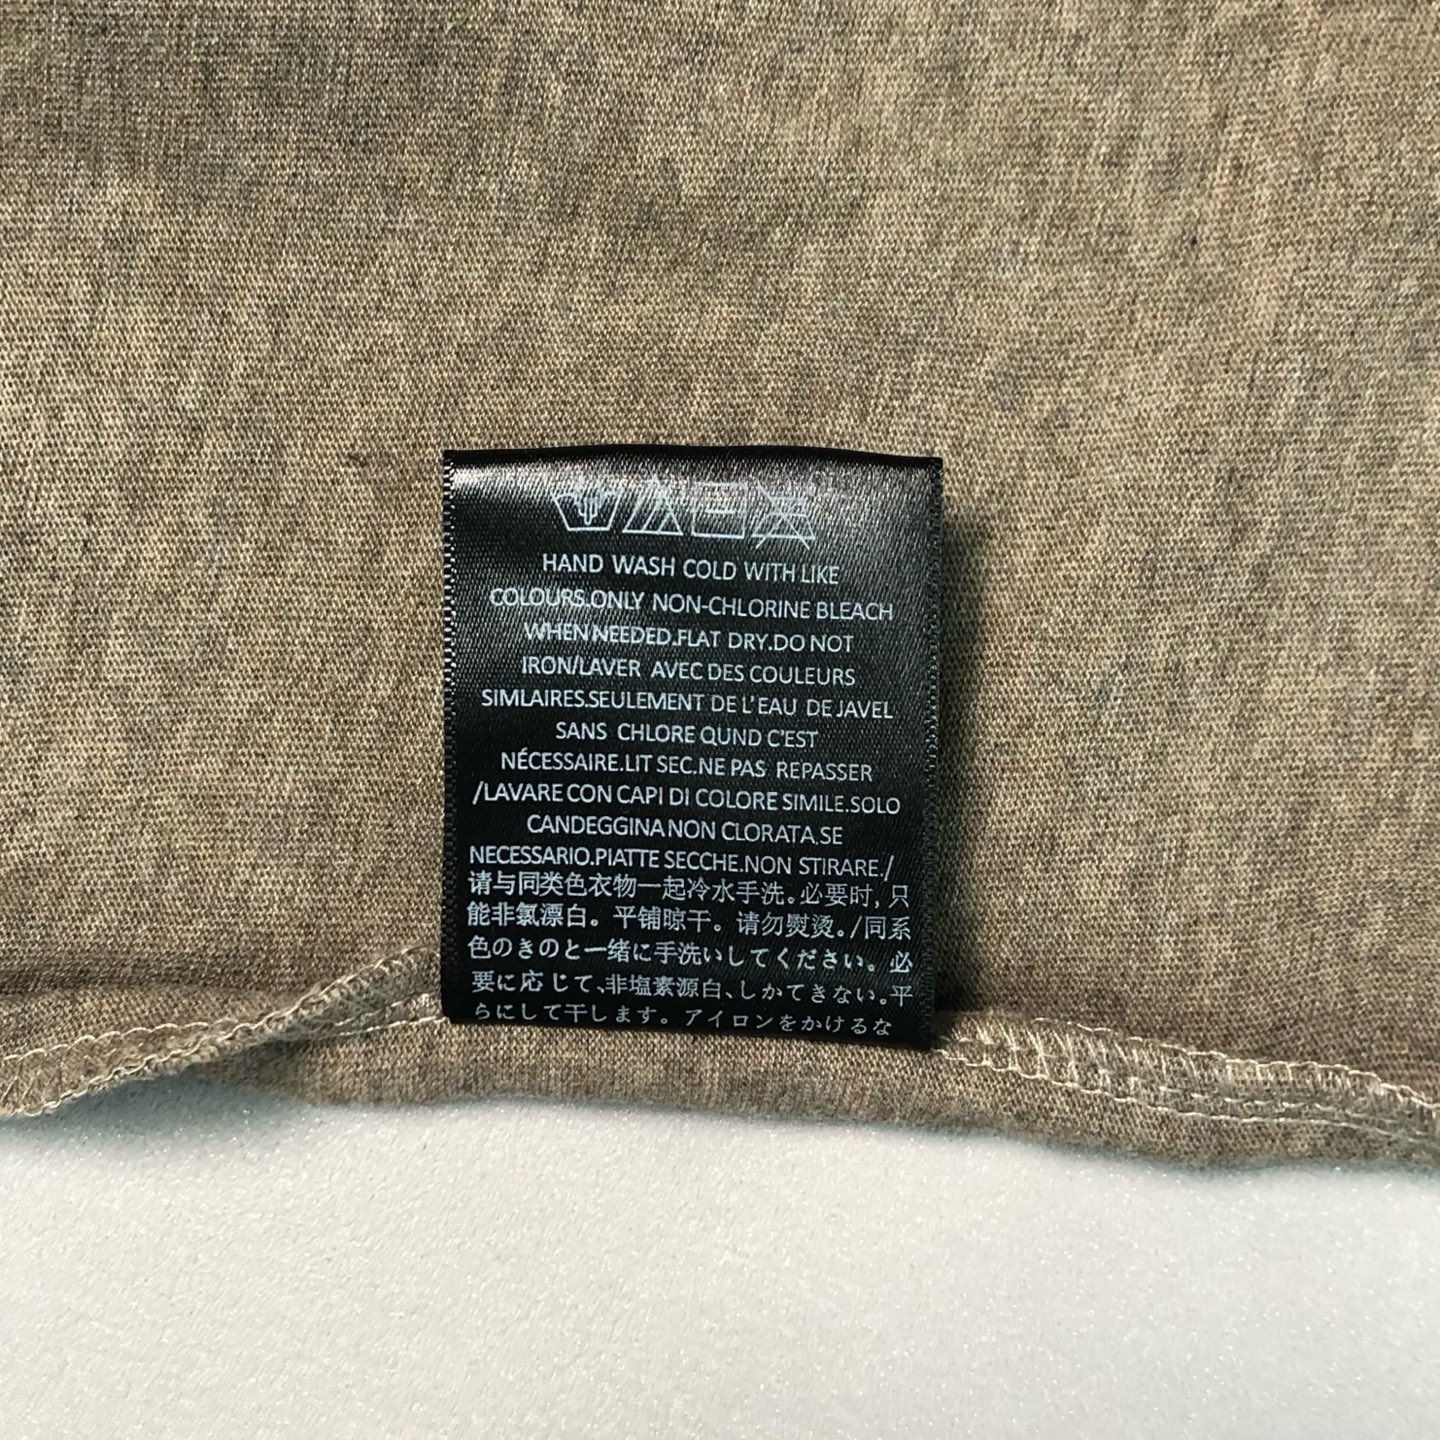 HAND WASH COLD WITH LIKE
COLOURS.ONLY NON-CHLORINE BLEACH
WHEN NEEDED.FLAT DRY.DO NOT
IRON/LAVER AVEC DES COULEURS
SIMLAIRES.SEULEMENT DE L'EAU DE JAVEL
SANS CHLORE QUND C'EST
NÉCESSAIRE.LIT SEC.NE PAS REPASSER
/LAVARE CON CAPI DI COLORE SIMILE.SOLO
CANDEGGINA NON CLORATA,SE
NECESSARIO.PIATTE SECCHE.NON STIRARE./
请与同类色衣物一起冷水手洗。必要时,只
能非氯漂白。平铺晾干。请勿熨烫。/同系
色のきのと一緒に手洗いしてください。必
要に応じて、非塩素源白、しかてきない。平
らにして干します。アイロンをかけるな